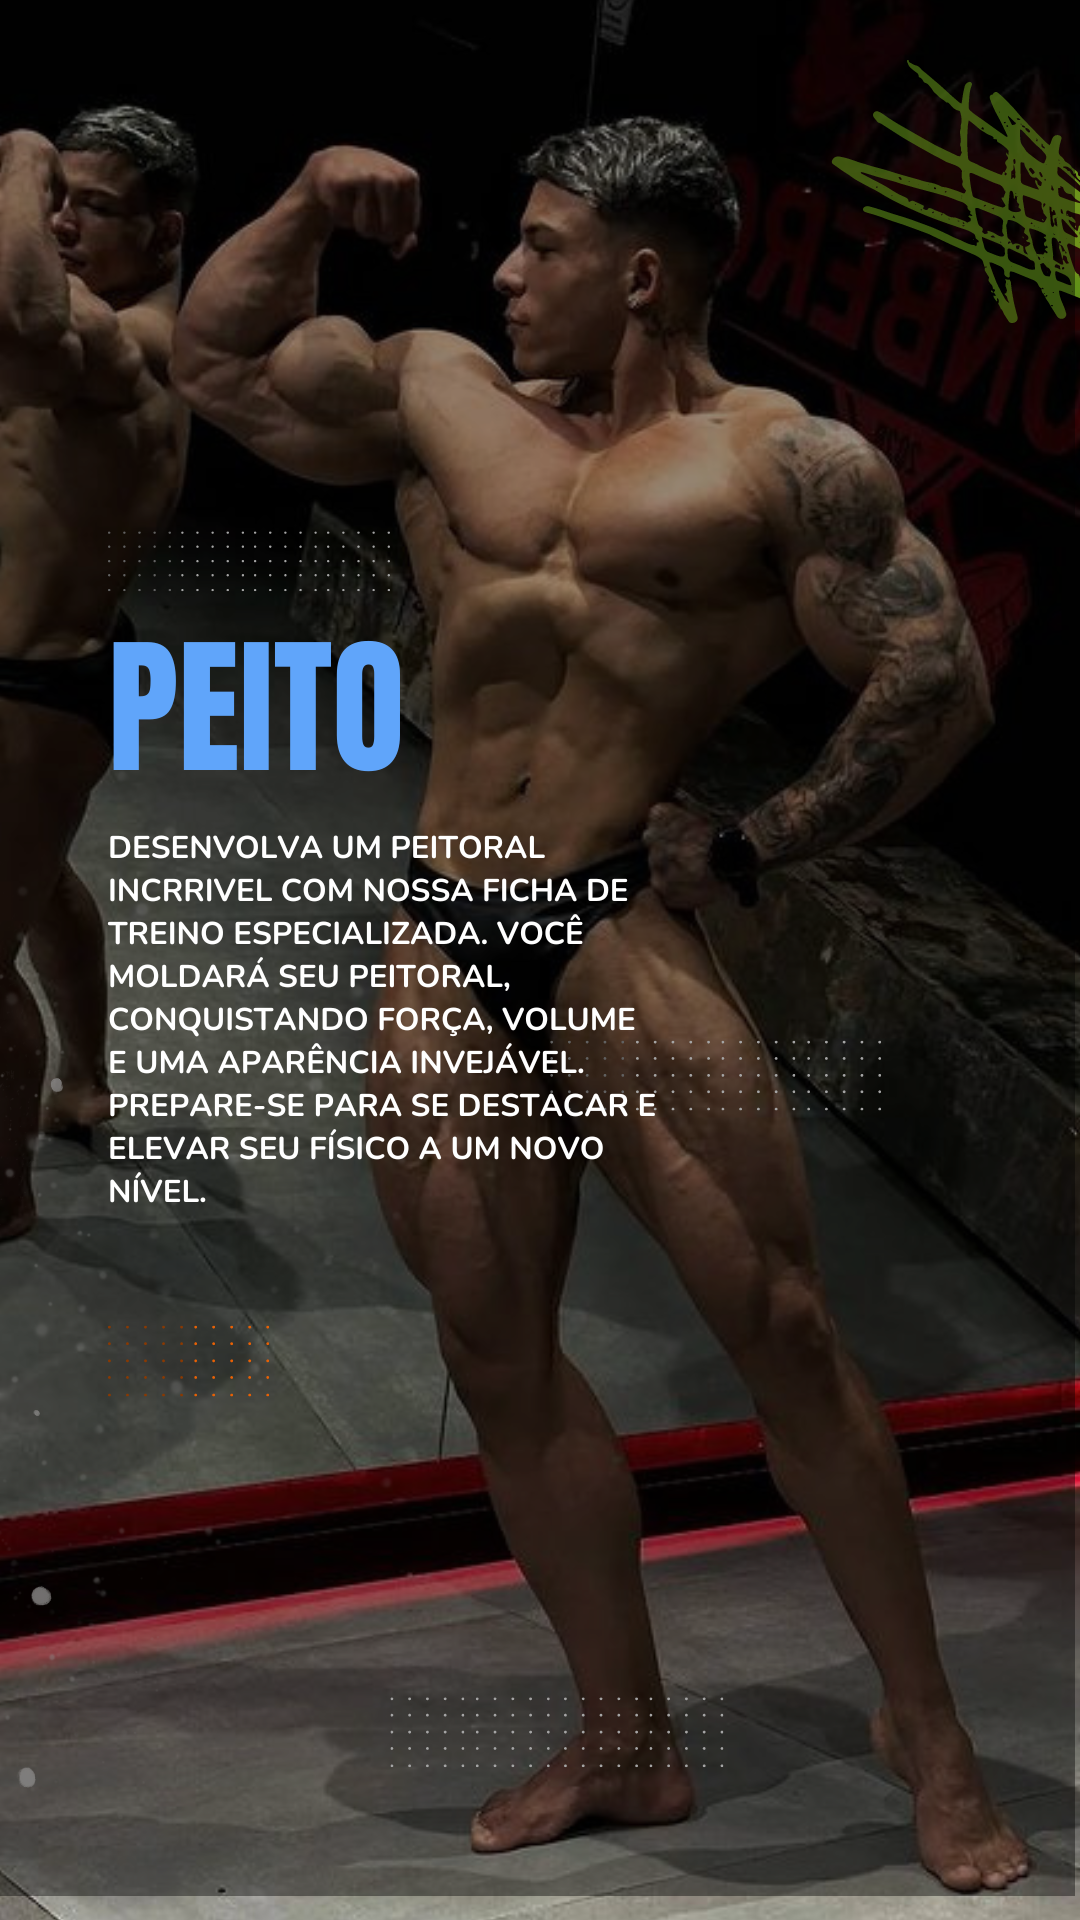 PEITO
DESENVOLVA UM PEITORAL
INCRRIVEL COM NOSSA FICHA DE
TREINO ESPECIALIZADA. VOCÊ
MOLDARÁ SEU PEITORAL,
CONQUISTANDO FORÇA, VOLUME
E UMA APARÊNCIA INVEJÁVEL.
PREPARE-SE PARA SE DESTACAR E
ELEVAR SEU FÍSICO A UM NOVO
NÍVEL.